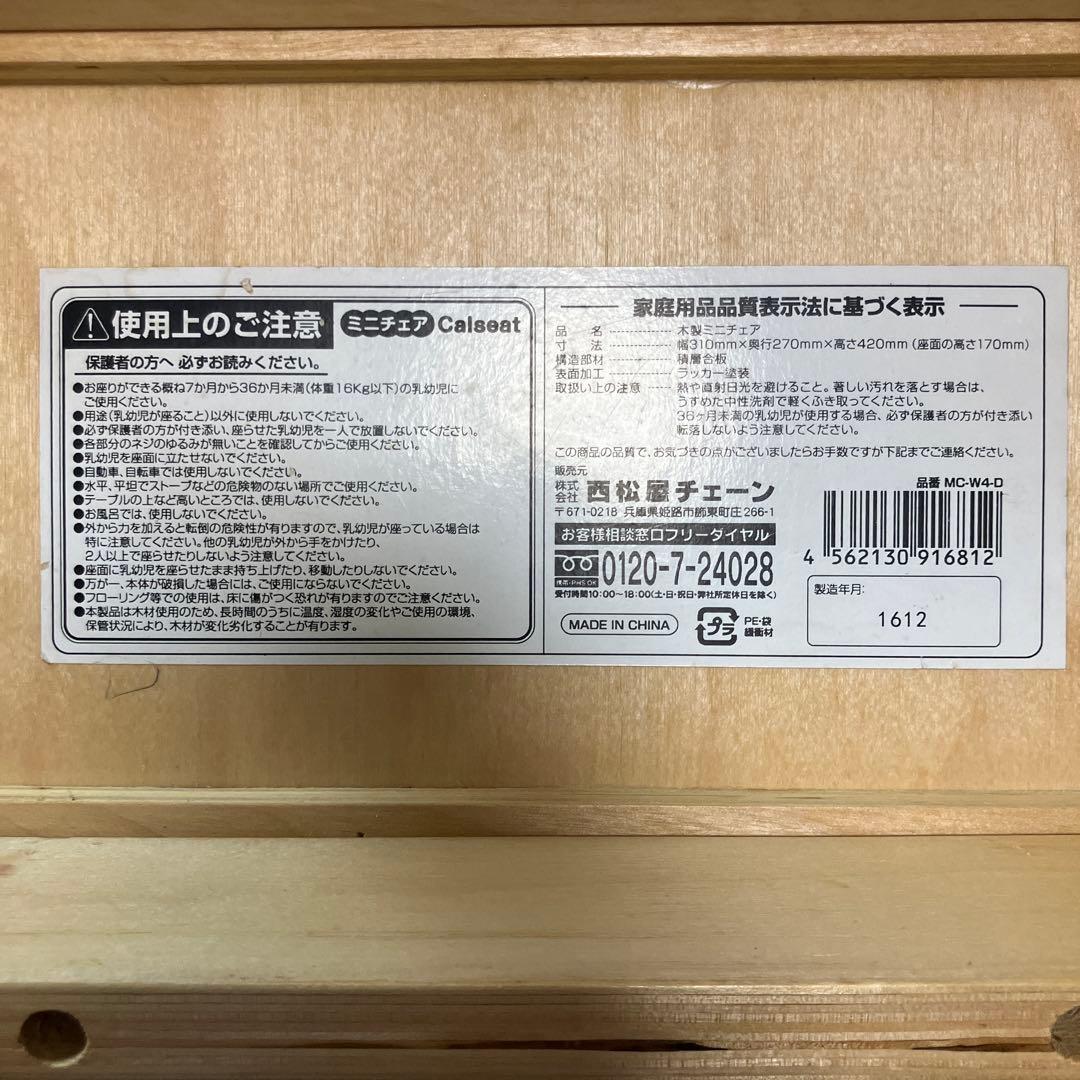 使用上のご注意 ミニチェア Calseat
保護者の方へ 必ずお読みください。
●お座りができる概ね7か月から36か月未満(体重16Kg以下)の乳幼児に
ご使用ください。
●用途(乳幼児が座ること)以外に使用しないでください。
●必ず保護者の方が付き添い、座らせた乳幼児を一人で放置しないでください。
●各部分のネジのゆるみが無いことを確認してからご使用ください。
●乳幼児を座面に立たせないでください。
●自動車、自転車では使用しないでください。
●水平、平坦でストーブなどの危険物のない場所でご使用ください。
●テーブルの上など高いところでは、使用しないでください。
●お風呂では、使用しないでください。
●外から力を加えると転倒の危険性が有りますので、乳幼児が座っている場合は
特に注意してください。他の乳幼児が外から手をかけたり、
2人以上で座らせたりしないよう注意してください。
●座面に乳幼児を座らせたまま持ち上げたり、移動したりしないでください。
●万が一、本体が破損した場合には、ご使用にならないでください。
●フローリング等での使用は、床に傷がつく恐れが有りますのでご注意ください。
●本製品は木材使用のため、長時間のうちに温度、湿度の変化やご使用の環境、
保管状況により、木材が変化劣化することが有ります。
家庭用品品質表示法に基づく表示
品名 木製ミニチェア
寸法 幅310mm×奥行270mm×高さ420mm(座面の高さ170mm)
構造部材 積層合板
表面加工 ラッカー塗装
取扱い上の注意 熱や直射日光を避けること。著しい汚れを落とす場合は、
うすめた中性洗剤で軽くふき取ってください。
36ヶ月未満の乳幼児が使用する場合、必ず保護者の方が付き添い
転落しないよう注意してください。
この商品の品質で、お気づきの点がございましたらお手数ですが下記までご連絡ください。
販売元
株式会社 西松屋チェーン
〒671-0218 兵庫県姫路市飾東町庄266-1
お客様相談窓口フリーダイヤル
携帯・PHS OK 0120-7-24028
受付時間10:00〜18:00(土・日・祝日・弊社所定休日を除く)
MADE IN CHINA
プラ PE・袋
緩衝材
品番 MC-W4-D
4 562130 916812
製造年月:
1612